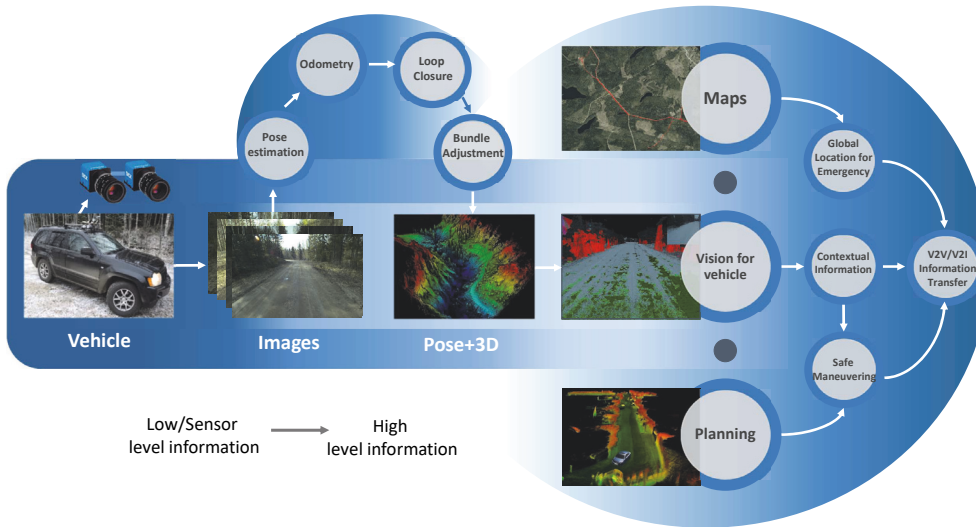 Odometry
Loop
Closure
Pose
estimation
Bundle
Adjustment
Maps
Global
Location for
Emergency
Vision for
vehicle
Contextual
Information
V2V/V2I
Information
Transfer
Vehicle
Images
Pose+3D
Safe
Maneuvering
Planning
Low/Sensor
level information
High
level information